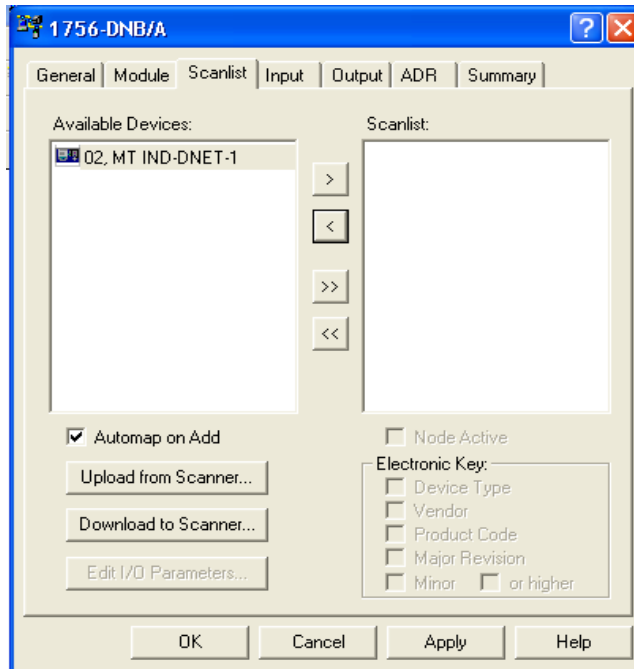 1756-DNB/A
General Module Scanlist Input Output ADR Summary
Available Devices:
Scanlist:
02, MT IND-DNET-1
>
<
>>
<<
Automap on Add
Upload from Scanner...
Download to Scanner...
Edit I/O Parameters...
Node Active
Electronic Key:
Device Type
Vendor
Product Code
Major Revision
Minor or higher
OK Cancel Apply Help